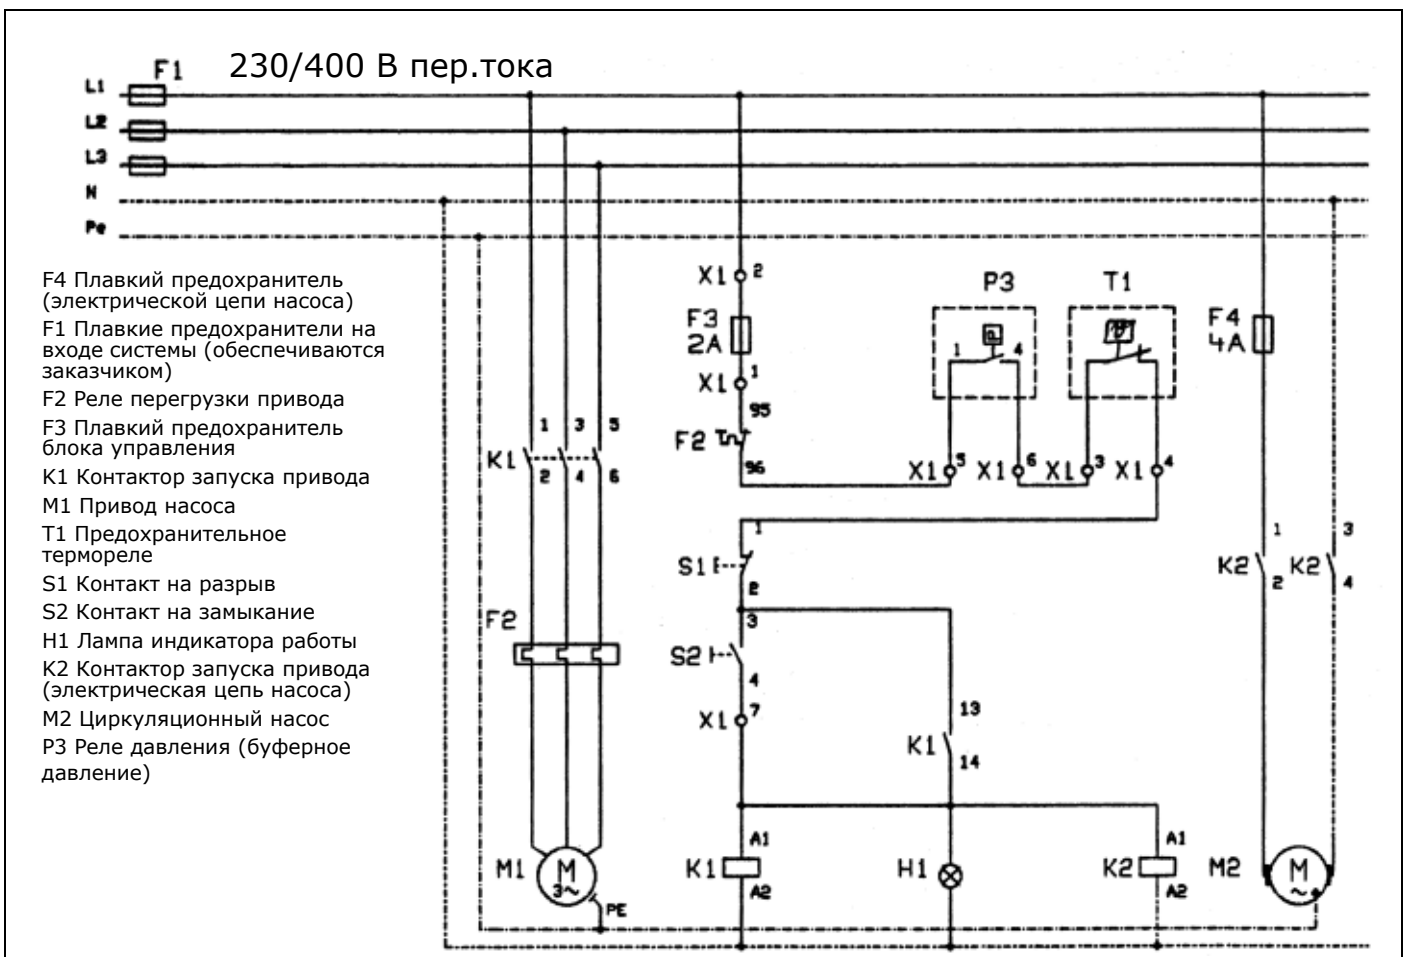 F1 230/400 В пер.тока
L1
L2
L3
N
Pe
F4 Плавкий предохранитель
(электрической цепи насоса)
F1 Плавкие предохранители на
входе системы (обеспечиваются
заказчиком)
F2 Реле перегрузки привода
F3 Плавкий предохранитель
блока управления
K1 Контактор запуска привода
M1 Привод насоса
T1 Предохранительное
термореле
S1 Контакт на разрыв
S2 Контакт на замыкание
H1 Лампа индикатора работы
K2 Контактор запуска привода
(электрическая цепь насоса)
M2 Циркуляционный насос
P3 Реле давления (буферное
давление)
K1
1 3 5
2 4 6
F2
M1
M
3~
PE
X1 2
F3
2A
X1 1
95
F2
96
P3
1 4
T1
X1 5 X1 6 X1 3 X1 4
F4
4A
1
S1
2
3
S2
4
X1 7
13
K1
14
A1
K1
A2
H1
A1
K2
A2
1 3
K2 K2
2 4
M2
M
~